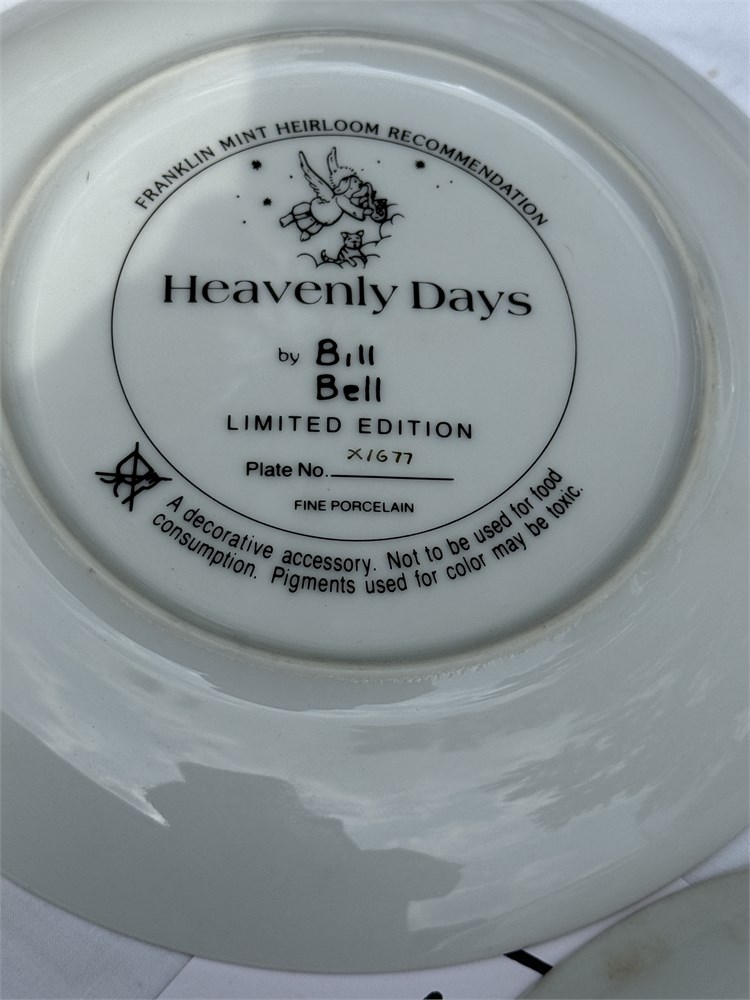 FRANKLIN MINT HEIRLOOM RECOMMENDATION
Heavenly Days
by Bill
Bell
LIMITED EDITION
Plate No. X1677
FINE PORCELAIN
A decorative accessory. Not to be used for food
consumption. Pigments used for color may be toxic.